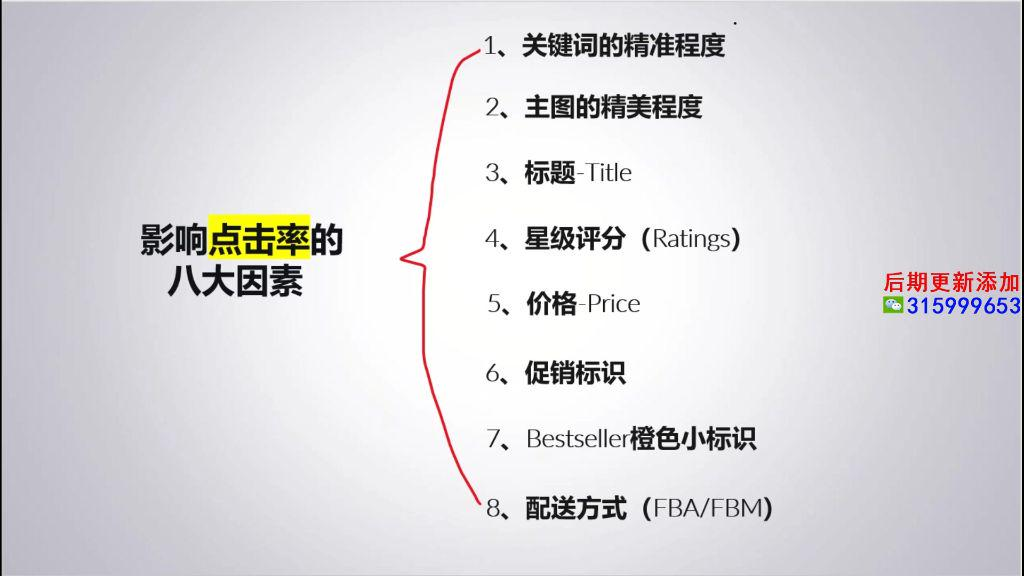 影响点击率的
八大因素
1、关键词的精准程度
2、主图的精美程度
3、标题-Title
4、星级评分（Ratings）
5、价格-Price
6、促销标识
7、Bestseller橙色小标识
8、配送方式（FBA/FBM）
后期更新添加
315999653